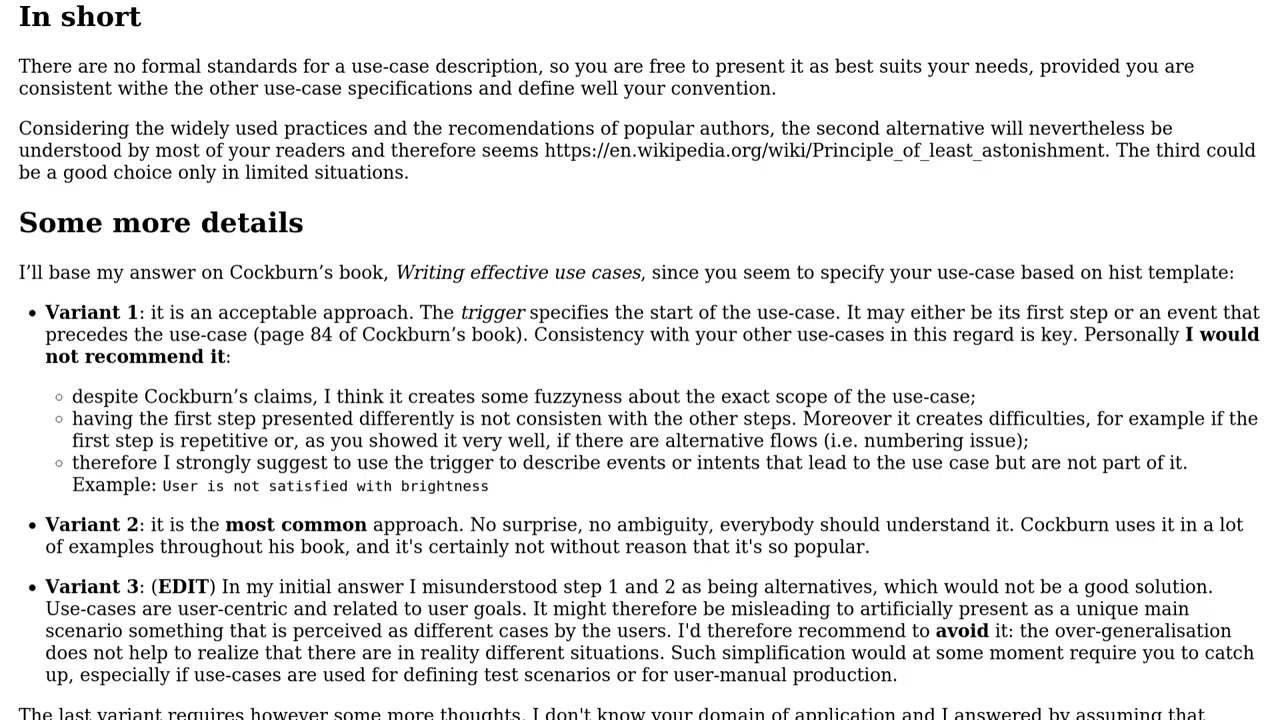 In short
There are no formal standards for a use-case description, so you are free to present it as best suits your needs, provided you are
consistent withe the other use-case specifications and define well your convention.
Considering the widely used practices and the recomendations of popular authors, the second alternative will nevertheless be
understood by most of your readers and therefore seems https://en.wikipedia.org/wiki/Principle_of_least_astonishment. The third could
be a good choice only in limited situations.
Some more details
I’ll base my answer on Cockburn’s book, Writing effective use cases, since you seem to specify your use-case based on hist template:
• Variant 1: it is an acceptable approach. The trigger specifies the start of the use-case. It may either be its first step or an event that
precedes the use-case (page 84 of Cockburn’s book). Consistency with your other use-cases in this regard is key. Personally I would
not recommend it:
◦ despite Cockburn’s claims, I think it creates some fuzzyness about the exact scope of the use-case;
◦ having the first step presented differently is not consisten with the other steps. Moreover it creates difficulties, for example if the
first step is repetitive or, as you showed it very well, if there are alternative flows (i.e. numbering issue);
◦ therefore I strongly suggest to use the trigger to describe events or intents that lead to the use case but are not part of it.
Example: User is not satisfied with brightness
• Variant 2: it is the most common approach. No surprise, no ambiguity, everybody should understand it. Cockburn uses it in a lot
of examples throughout his book, and it's certainly not without reason that it's so popular.
• Variant 3: (EDIT) In my initial answer I misunderstood step 1 and 2 as being alternatives, which would not be a good solution.
Use-cases are user-centric and related to user goals. It might therefore be misleading to artificially present as a unique main
scenario something that is perceived as different cases by the users. I'd therefore recommend to avoid it: the over-generalisation
does not help to realize that there are in reality different situations. Such simplification would at some moment require you to catch
up, especially if use-cases are used for defining test scenarios or for user-manual production.
The last variant requires however some more thoughts. I don't know your domain of application and I answered by assuming that